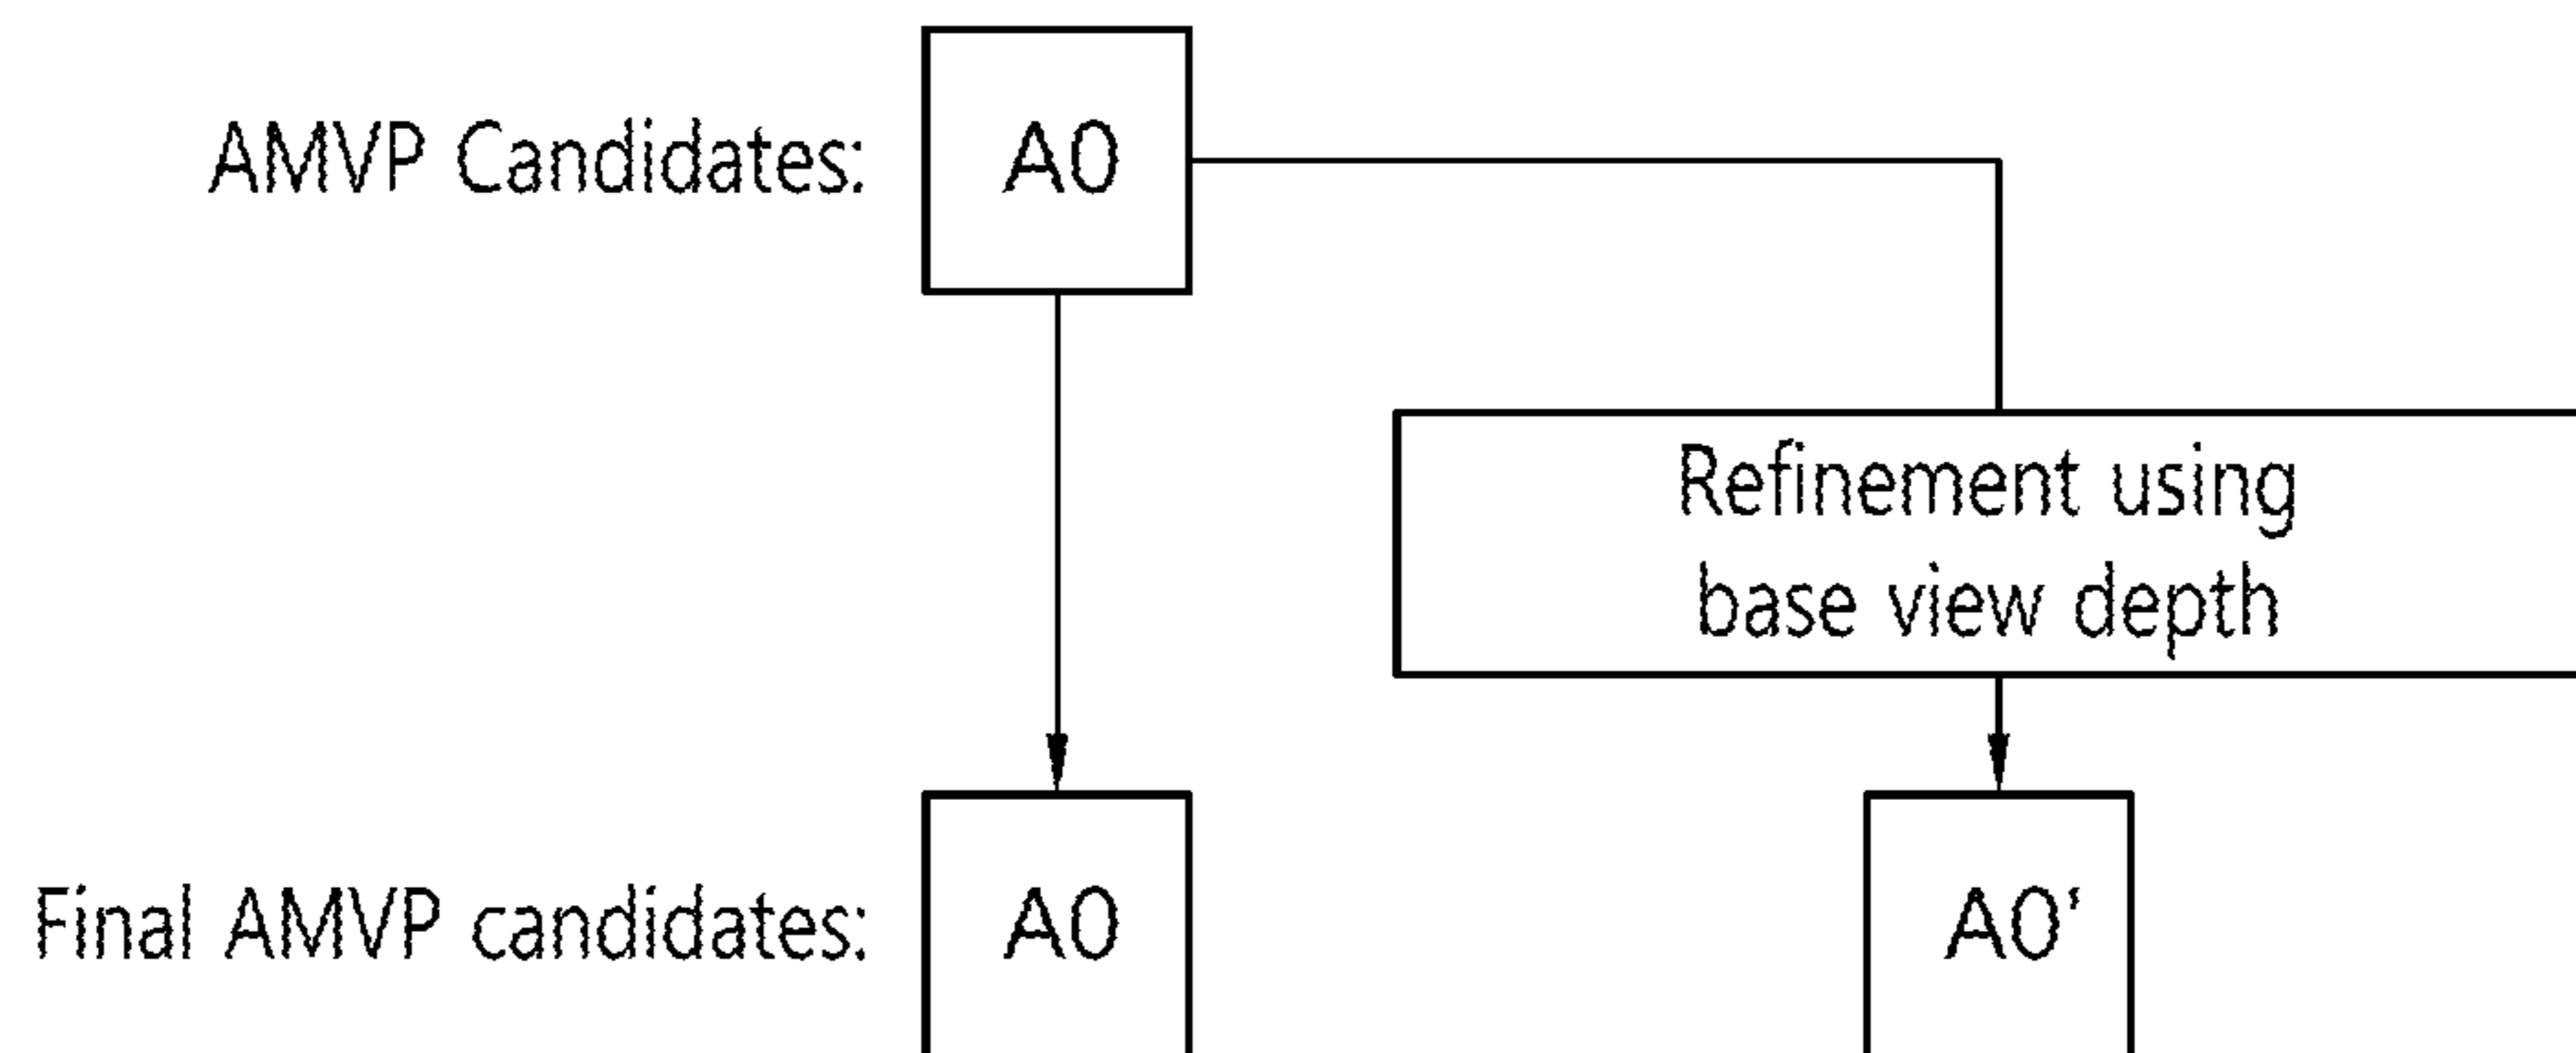 AMVP Candidates: A0
Refinement using
base view depth
Final AMVP candidates: A0 A0'